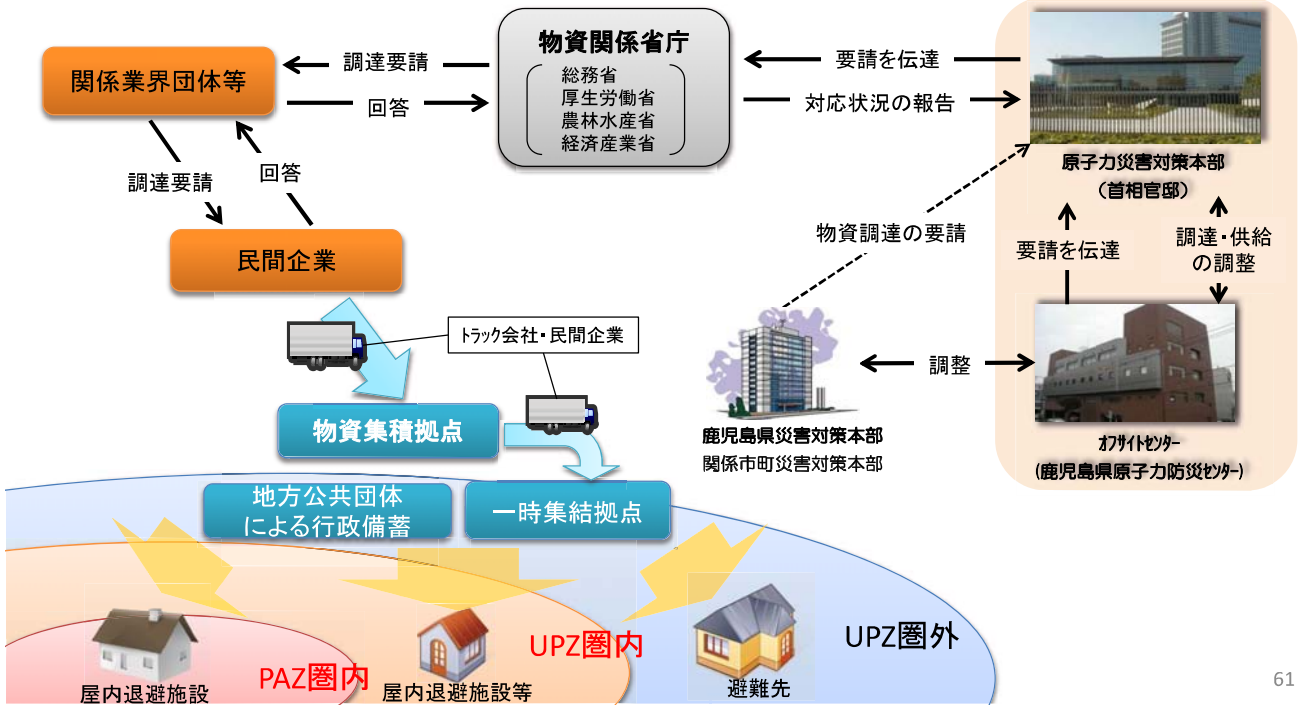 物資関係省庁
総務省
厚生労働省
農林水産省
経済産業省
関係業界団体等
調達要請
回答
要請を伝達
対応状況の報告
原子力災害対策本部
（首相官邸）
調達要請
回答
民間企業
物資調達の要請
要請を伝達
調達・供給
の調整
トラック会社・民間企業
調整
物資集積拠点
鹿児島県災害対策本部
関係市町災害対策本部
オフサイトセンター
(鹿児島県原子力防災センター)
地方公共団体
による行政備蓄
一時集結拠点
屋内退避施設
PAZ圏内
屋内退避施設等
UPZ圏内
避難先
UPZ圏外
61